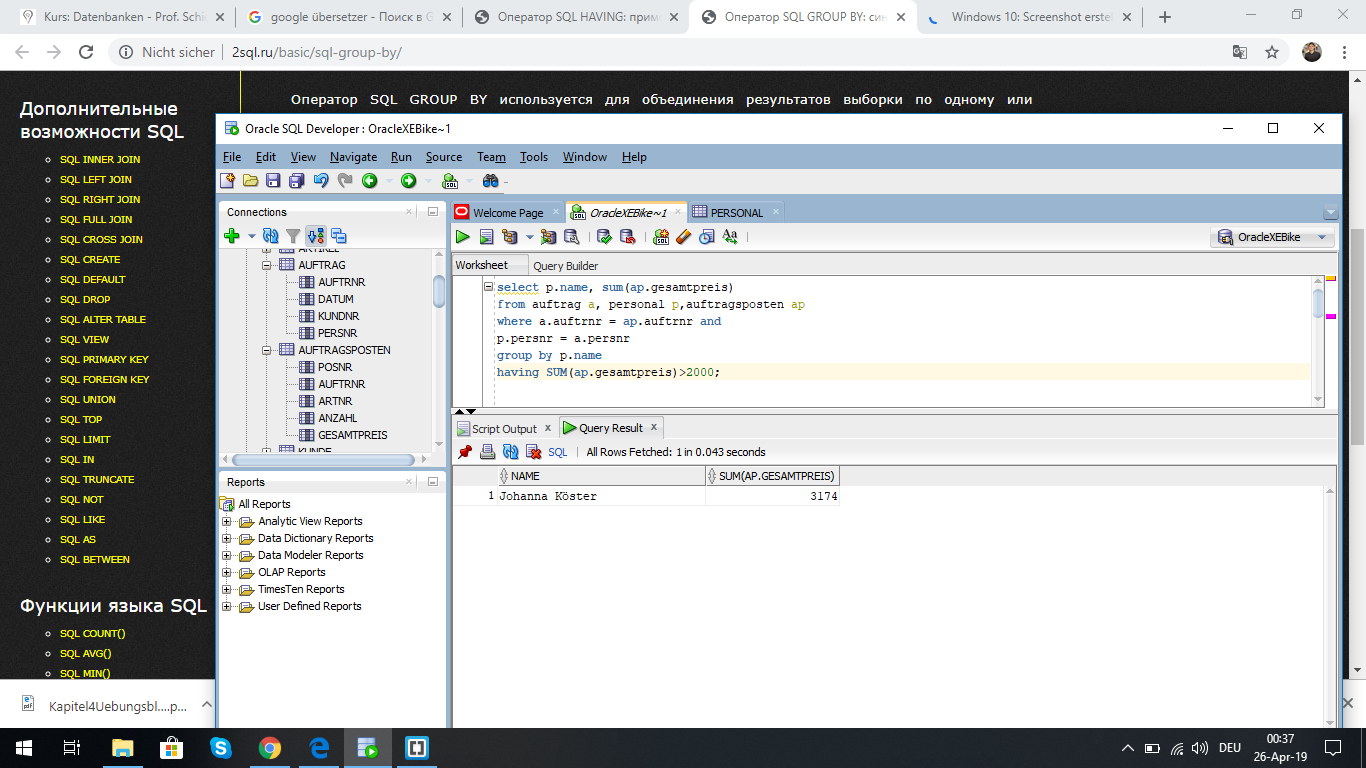 Kurs: Datenbanken - Prof. Schi
google übersetzer - Поиск в G
Оператор SQL HAVING: прим
Оператор SQL GROUP BY: син
Windows 10: Screenshot erstel
Nicht sicher | 2sql.ru/basic/sql-group-by/
Оператор SQL GROUP BY используется для объединения результатов выборки по одному или
Дополнительные
возможности SQL
SQL INNER JOIN
SQL LEFT JOIN
SQL RIGHT JOIN
SQL FULL JOIN
SQL CROSS JOIN
SQL CREATE
SQL DEFAULT
SQL DROP
SQL ALTER TABLE
SQL VIEW
SQL PRIMARY KEY
SQL FOREIGN KEY
SQL UNION
SQL TOP
SQL LIMIT
SQL IN
SQL TRUNCATE
SQL NOT
SQL LIKE
SQL AS
SQL BETWEEN
Функции языка SQL
SQL COUNT()
SQL AVG()
SQL MIN()
Oracle SQL Developer : OracleXEBike~1
File Edit View Navigate Run Source Team Tools Window Help
Connections
AUFTRAG
AUFTRNR
DATUM
KUNDNR
PERSNR
AUFTRAGSPOSTEN
POSNR
AUFTRNR
ARTNR
ANZAHL
GESAMTPREIS
Reports
All Reports
Analytic View Reports
Data Dictionary Reports
Data Modeler Reports
OLAP Reports
TimesTen Reports
User Defined Reports
Welcome Page
OracleXEBike~1
PERSONAL
OracleXEBike
Worksheet Query Builder
select p.name, sum(ap.gesamtpreis)
from auftrag a, personal p,auftragsposten ap
where a.auftrnr = ap.auftrnr and
p.persnr = a.persnr
group by p.name
having SUM(ap.gesamtpreis)>2000;
Script Output x Query Result x
SQL | All Rows Fetched: 1 in 0.043 seconds
NAME SUM(AP.GESAMTPREIS)
1 Johanna Köster 3174
Kapitel4Uebungsbl....p...
DEU
00:37
26-Apr-19